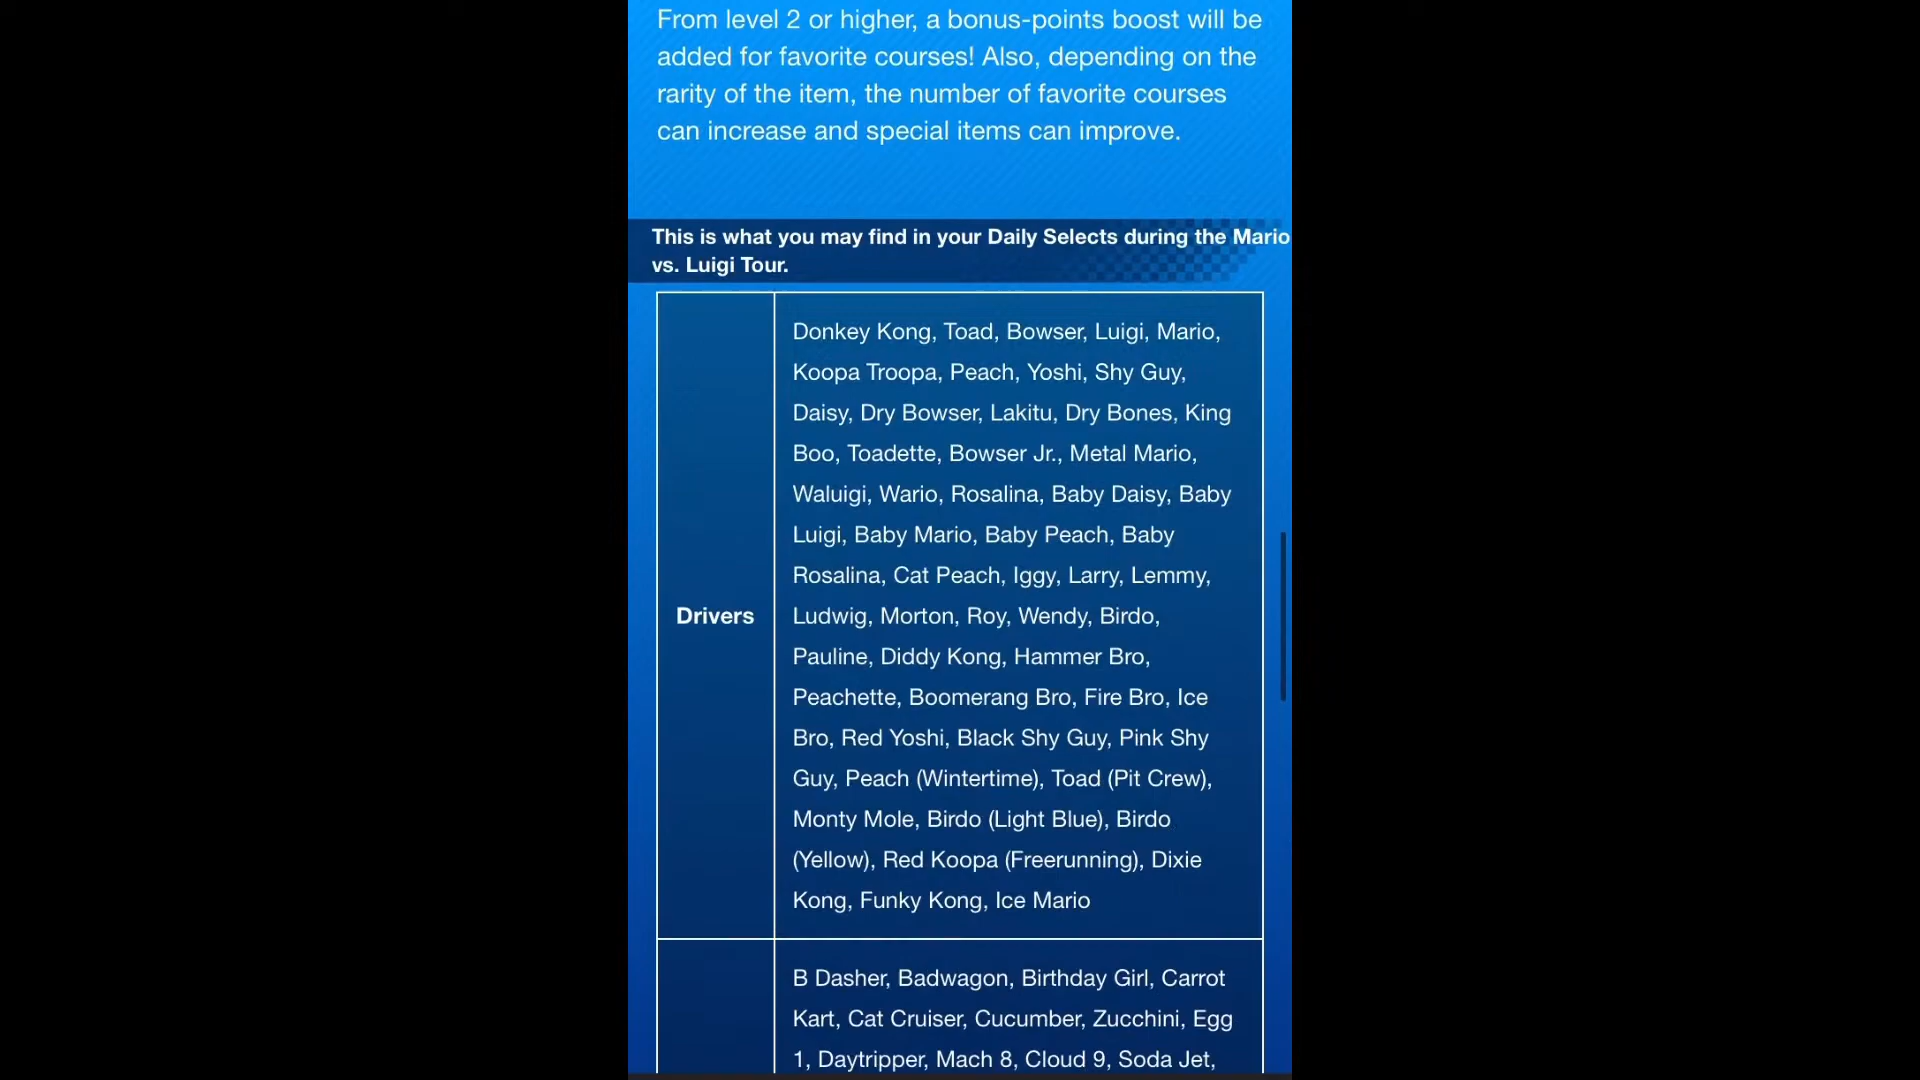 From level 2 or higher, a bonus-points boost will be
added for favorite courses! Also, depending on the
rarity of the item, the number of favorite courses
can increase and special items can improve.
This is what you may find in your Daily Selects during the Mario
vs. Luigi Tour.
Drivers
Donkey Kong, Toad, Bowser, Luigi, Mario,
Koopa Troopa, Peach, Yoshi, Shy Guy,
Daisy, Dry Bowser, Lakitu, Dry Bones, King
Boo, Toadette, Bowser Jr., Metal Mario,
Waluigi, Wario, Rosalina, Baby Daisy, Baby
Luigi, Baby Mario, Baby Peach, Baby
Rosalina, Cat Peach, Iggy, Larry, Lemmy,
Ludwig, Morton, Roy, Wendy, Birdo,
Pauline, Diddy Kong, Hammer Bro,
Peachette, Boomerang Bro, Fire Bro, Ice
Bro, Red Yoshi, Black Shy Guy, Pink Shy
Guy, Peach (Wintertime), Toad (Pit Crew),
Monty Mole, Birdo (Light Blue), Birdo
(Yellow), Red Koopa (Freerunning), Dixie
Kong, Funky Kong, Ice Mario
B Dasher, Badwagon, Birthday Girl, Carrot
Kart, Cat Cruiser, Cucumber, Zucchini, Egg
1, Daytripper, Mach 8, Cloud 9, Soda Jet,